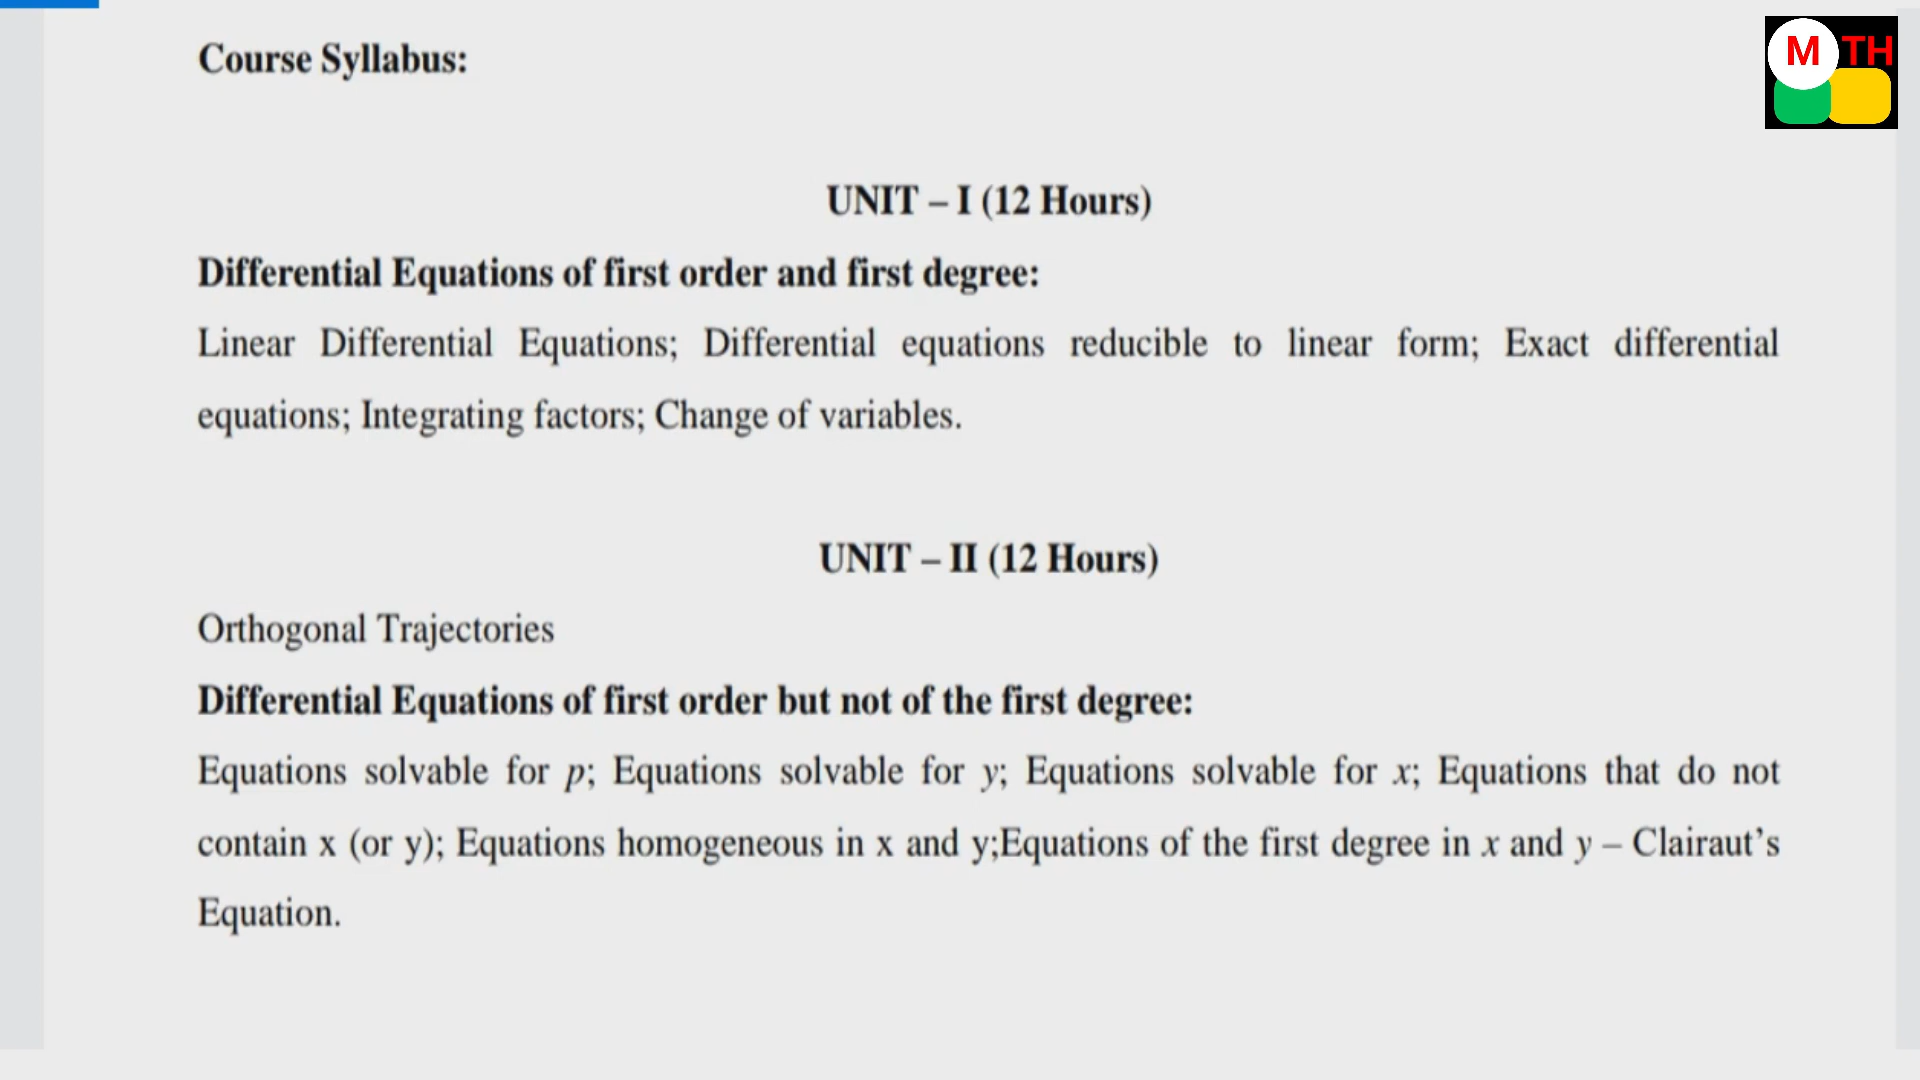 Course Syllabus:
M TH
UNIT – I (12 Hours)
Differential Equations of first order and first degree:
Linear Differential Equations; Differential equations reducible to linear form; Exact differential
equations; Integrating factors; Change of variables.
UNIT – II (12 Hours)
Orthogonal Trajectories
Differential Equations of first order but not of the first degree:
Equations solvable for p; Equations solvable for y; Equations solvable for x; Equations that do not
contain x (or y); Equations homogeneous in x and y;Equations of the first degree in x and y – Clairaut’s
Equation.